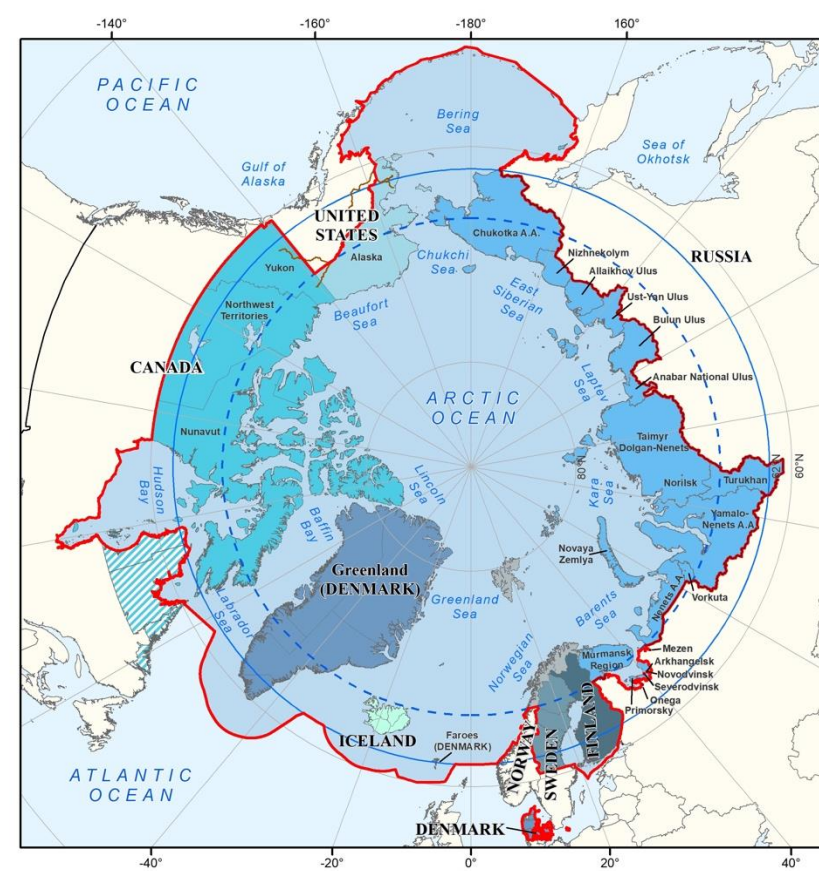 -140°
-160°
-180°
160°
PACIFIC
OCEAN
Bering
Sea
Sea of
Okhotsk
Gulf of
Alaska
UNITED
STATES
Alaska
Chukchi
Sea
Chukotka A.A.
Nizhnekolym
Allaikhov Ulus
RUSSIA
Yukon
East
Siberian
Sea
Ust-Yan Ulus
Bulun Ulus
Northwest
Territories
Beaufort
Sea
CANADA
Laptev
Sea
Anabar National Ulus
ARCTIC
OCEAN
Nunavut
Taimyr
Dolgan-Nenets
Hudson
Bay
Lincoln
Sea
80°N
Kara
Sea
Norilsk
Turukhan
62°N
60°N
Baffin
Bay
Yamalo-
Nenets A.A.
Novaya
Zemlya
Greenland
(DENMARK)
Greenland
Sea
Labrador
Sea
Barents
Sea
Nenets A.A.
Vorkuta
Norwegian
Sea
Murmansk
Region
Mezen
Arkhangelsk
Novodvinsk
Severodvinsk
Onega
Primorsky
ICELAND
Faroes
(DENMARK)
NORWAY
SWEDEN
FINLAND
ATLANTIC
OCEAN
DENMARK
-40°
-20°
0°
10°
20°
40°